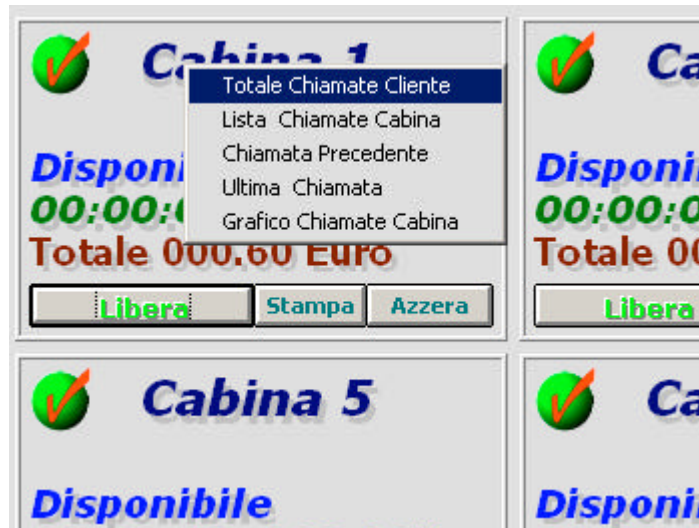 Cabina 1
Totale Chiamate Cliente
Lista Chiamate Cabina
Chiamata Precedente
Ultima Chiamata
Grafico Chiamate Cabina
Totale 000.60 Euro
Libera Stampa Azzera
Libera
Cabina 5
Disponibile